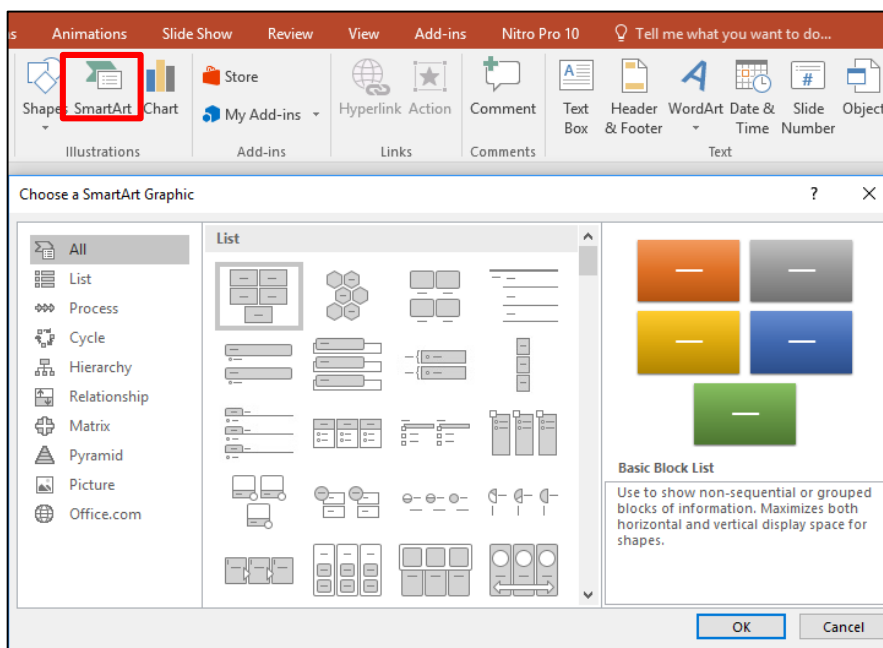 s Animations Slide Show Review View Add-ins Nitro Pro 10 Tell me what you want to do...
Shapes SmartArt Chart
Store
My Add-ins
Hyperlink Action
Comment
Text Box
Header & Footer
WordArt
Date & Time
Slide Number
Object
Illustrations Add-ins Links Comments Text
Choose a SmartArt Graphic ?
All
List
Process
Cycle
Hierarchy
Relationship
Matrix
Pyramid
Picture
Office.com
List
Basic Block List
Use to show non-sequential or grouped
blocks of information. Maximizes both
horizontal and vertical display space for
shapes.
OK Cancel